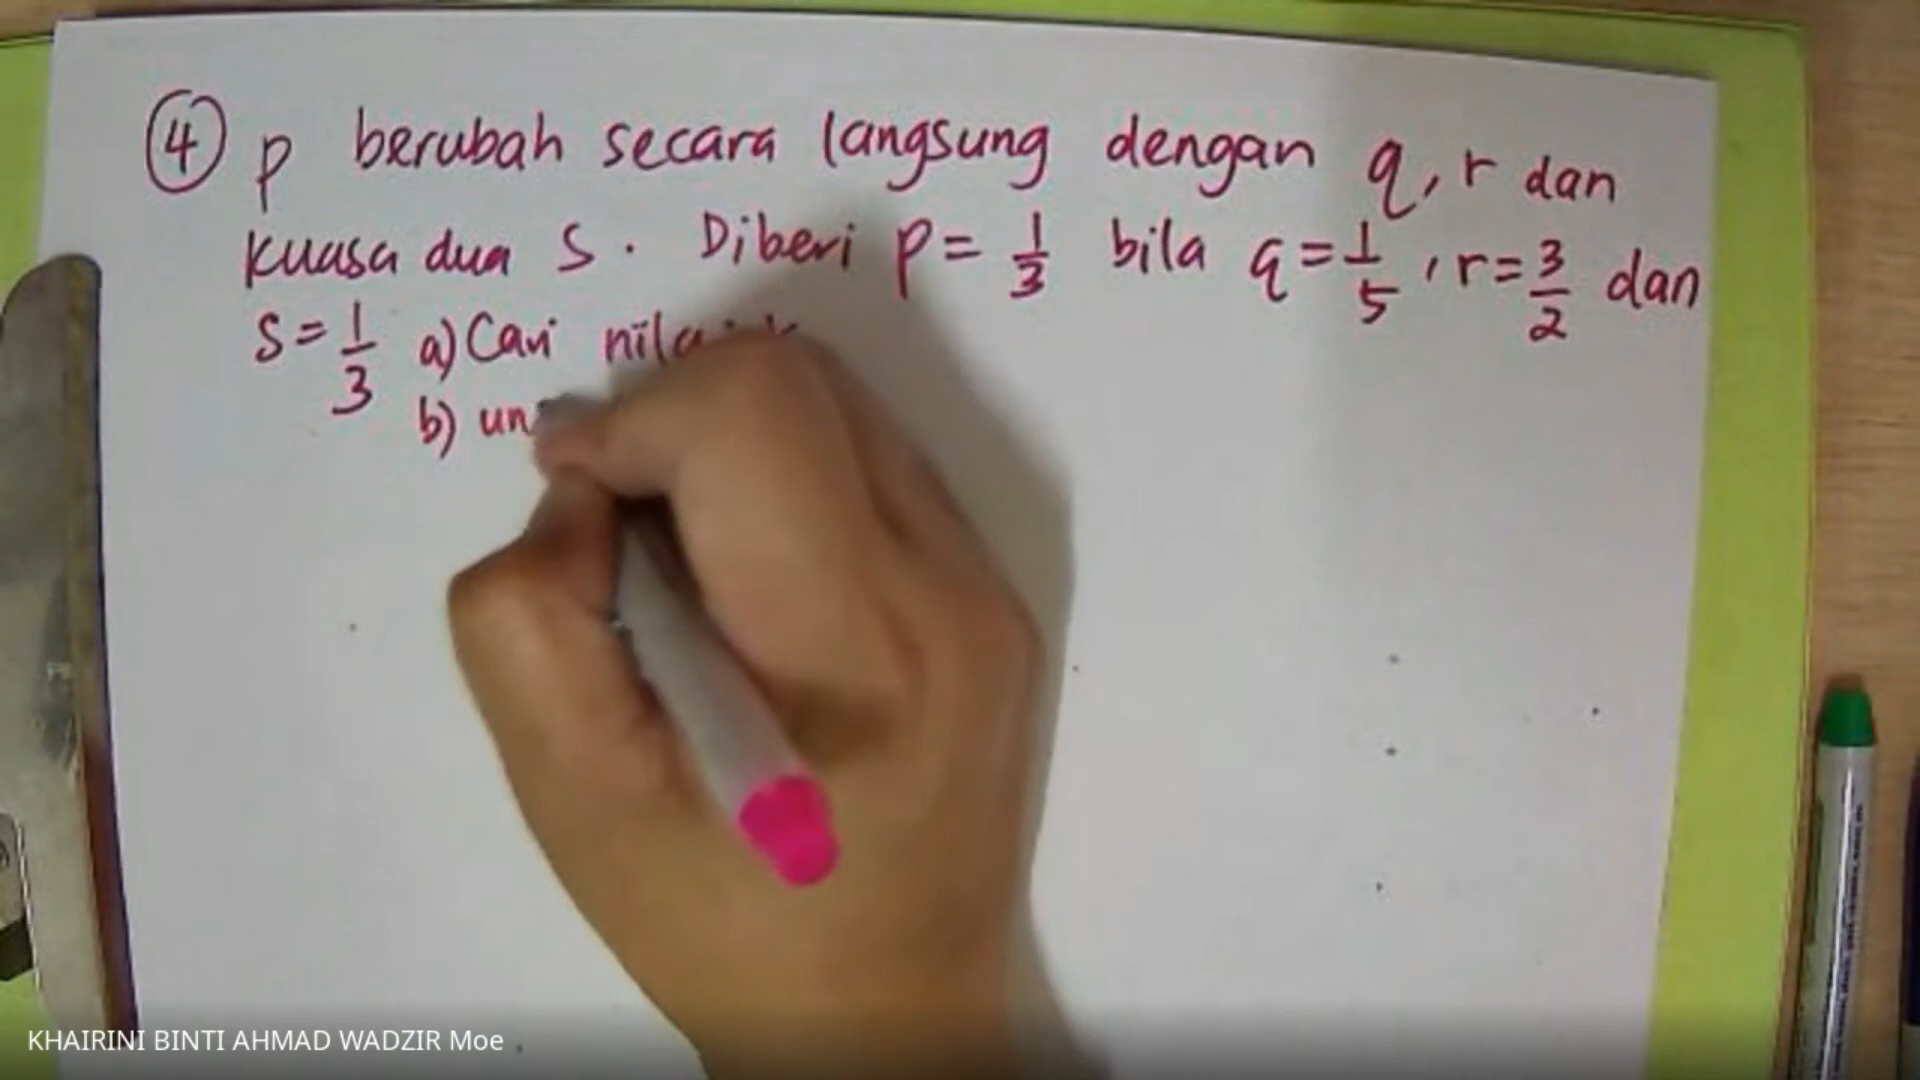 ④ p berubah secara langsung dengan q, r dan
kuasa dua s. Diberi p = 1/3 bila q = 1/5, r = 3/2 dan
s = 1/3 a) Cari
b)
KHAIRINI BINTI AHMAD WADZIR Moe